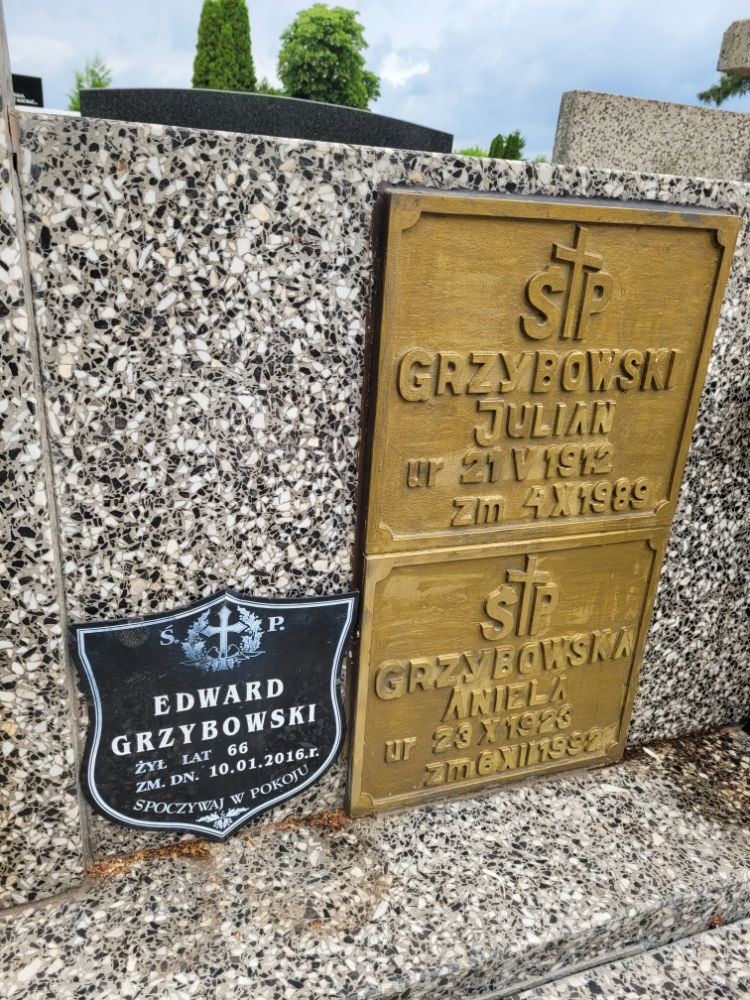 Ś P
GRZYBOWSKI
JULIAN
ur 21 V 1912
zm 4 X 1989
Ś P
GRZYBOWSKA
ANIELA
ur 23 X 1923
zm 6 XII 1992
Ś. P.
EDWARD
GRZYBOWSKI
ŻYŁ LAT 66
ZM. DN. 10.01.2016.r.
SPOCZYWAJ W POKOJU